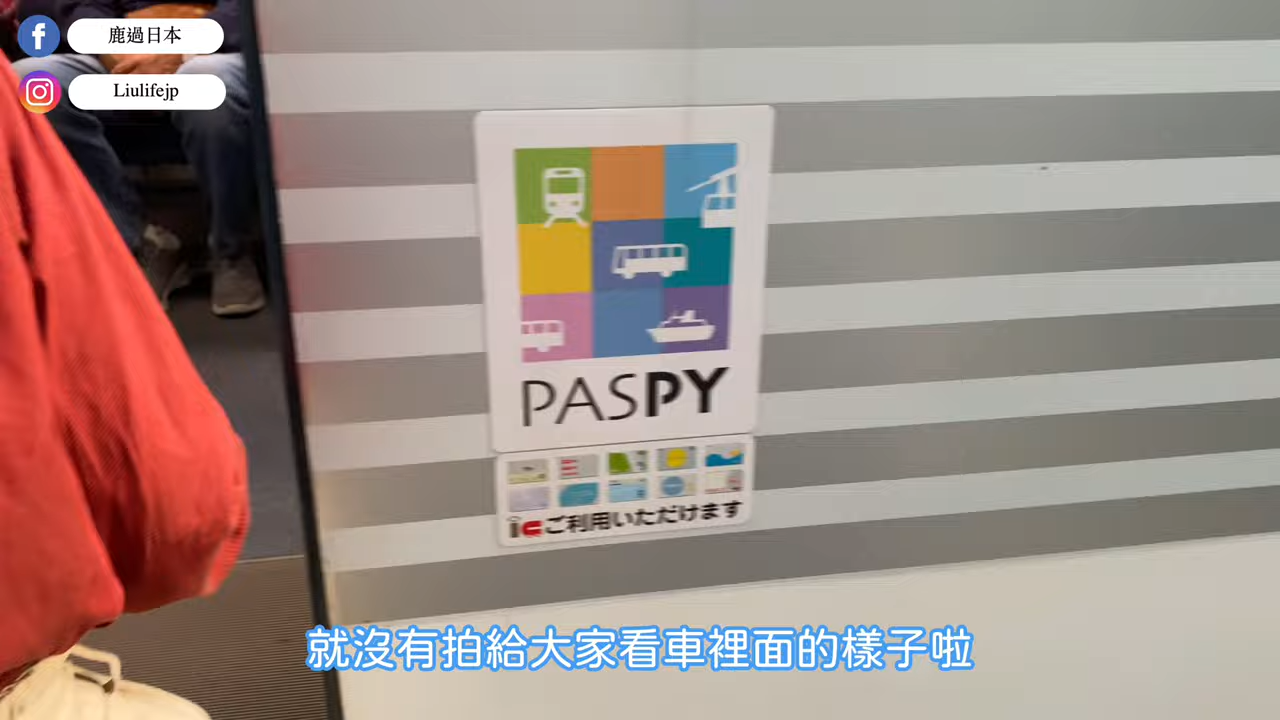 鹿過日本
Liulifejp
PASPY
ic ご利用いただけます
就沒有拍給大家看車裡面的樣子啦